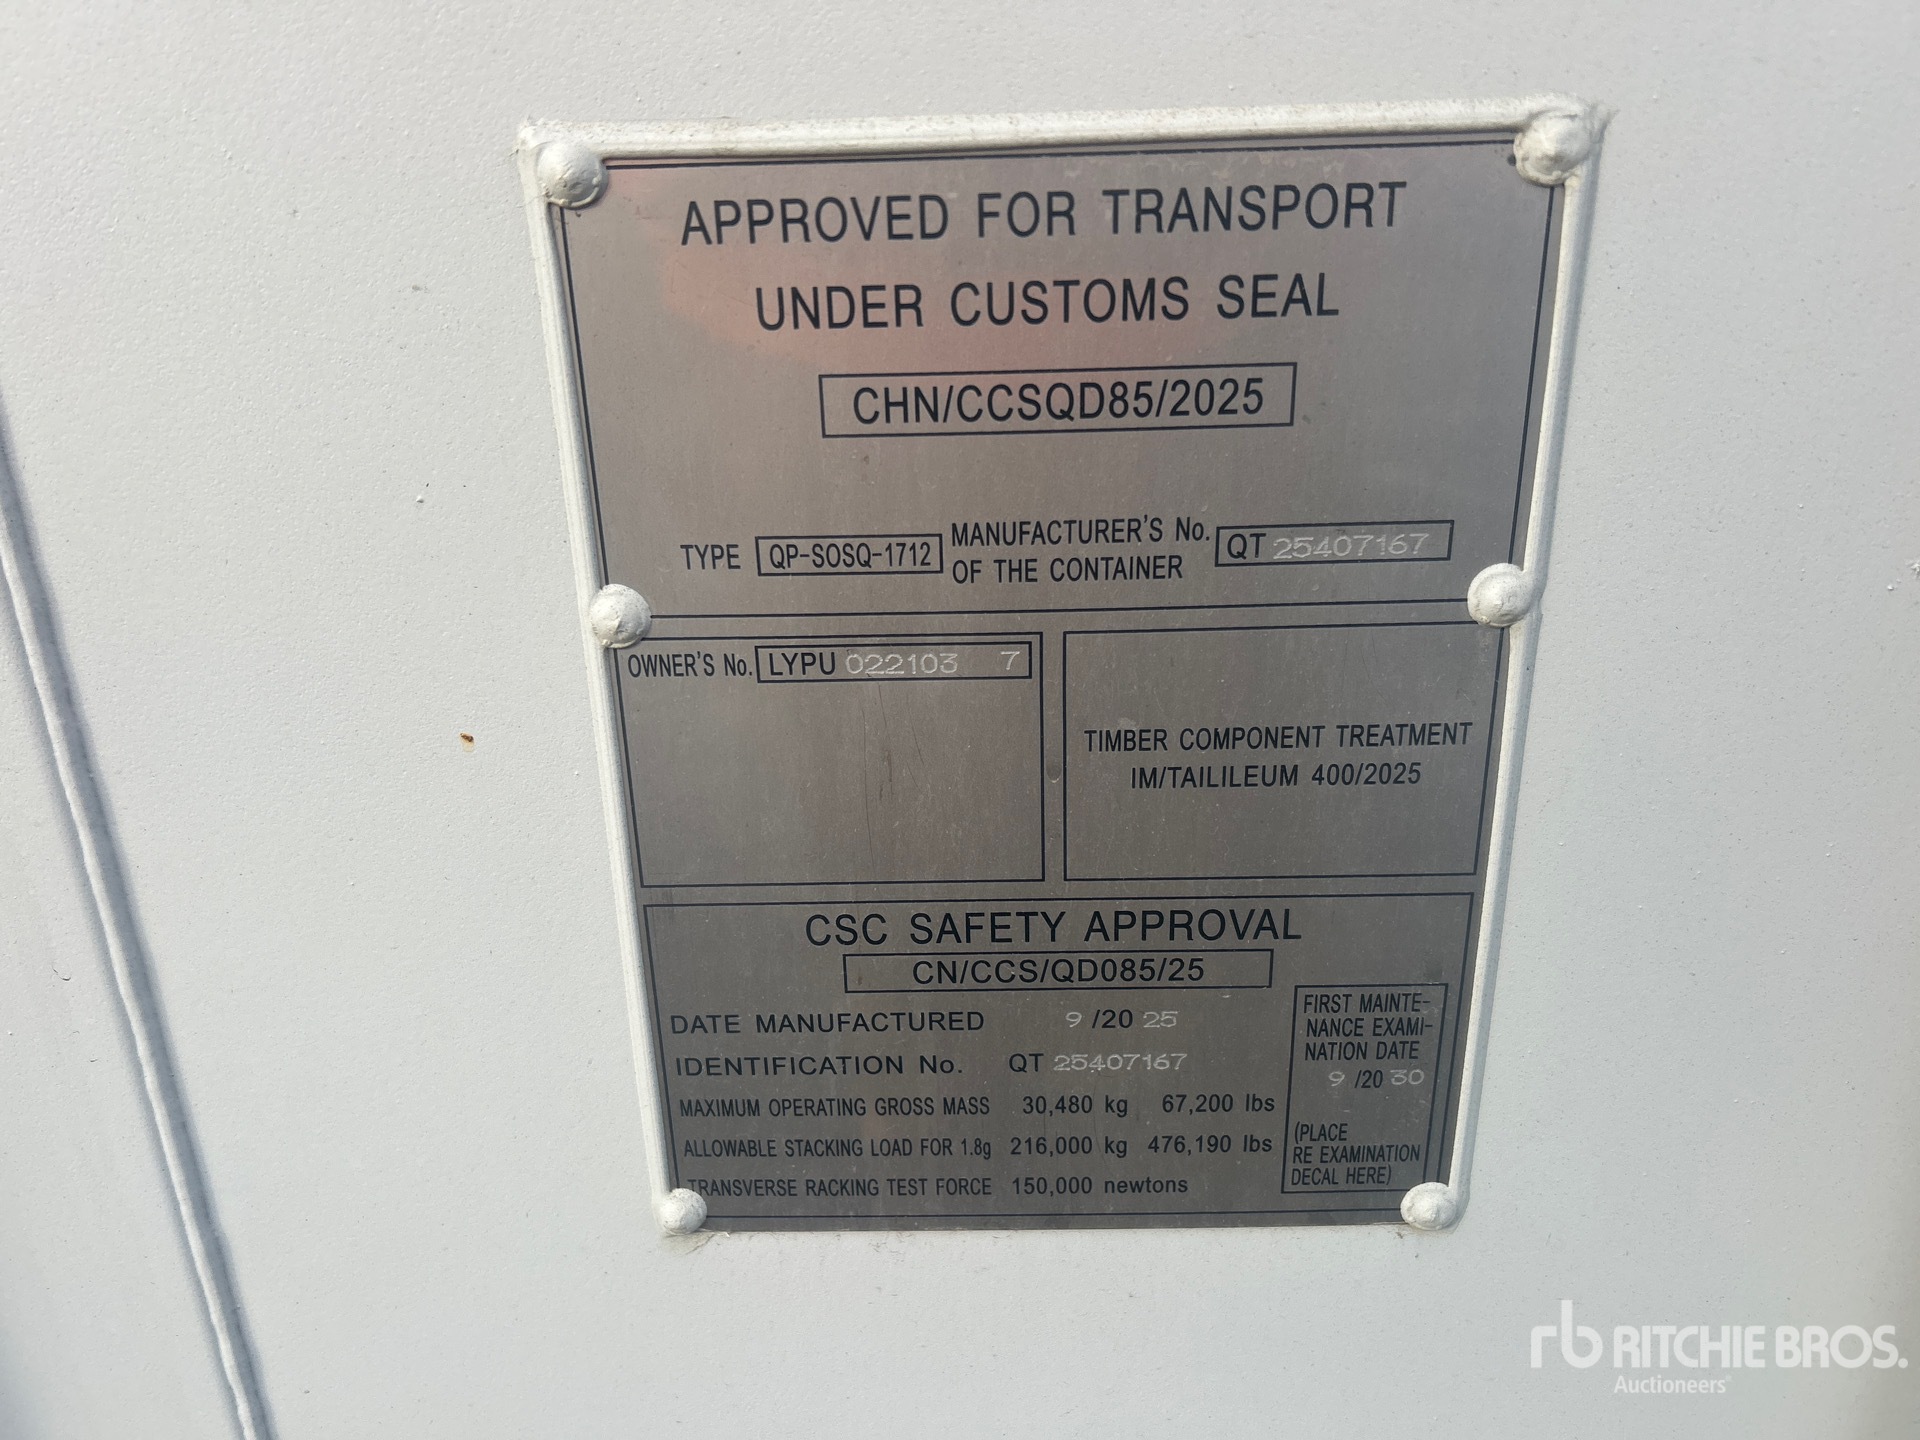 APPROVED FOR TRANSPORT
UNDER CUSTOMS SEAL
CHN/CCSQD85/2025
TYPE QP-SOSQ-1712 MANUFACTURER'S No. OF THE CONTAINER QT 25407167
OWNER'S No. LYPU 022103 7
TIMBER COMPONENT TREATMENT
IM/TAILILEUM 400/2025
CSC SAFETY APPROVAL
CN/CCS/QD085/25
DATE MANUFACTURED 9 /20 25
IDENTIFICATION No. QT 25407167
MAXIMUM OPERATING GROSS MASS 30,480 kg 67,200 lbs
ALLOWABLE STACKING LOAD FOR 1.8g 216,000 kg 476,190 lbs
TRANSVERSE RACKING TEST FORCE 150,000 newtons
FIRST MAINTE-
NANCE EXAMI-
NATION DATE
9 /20 30
(PLACE
RE EXAMINATION
DECAL HERE)
rb RITCHIE BROS.
Auctioneers